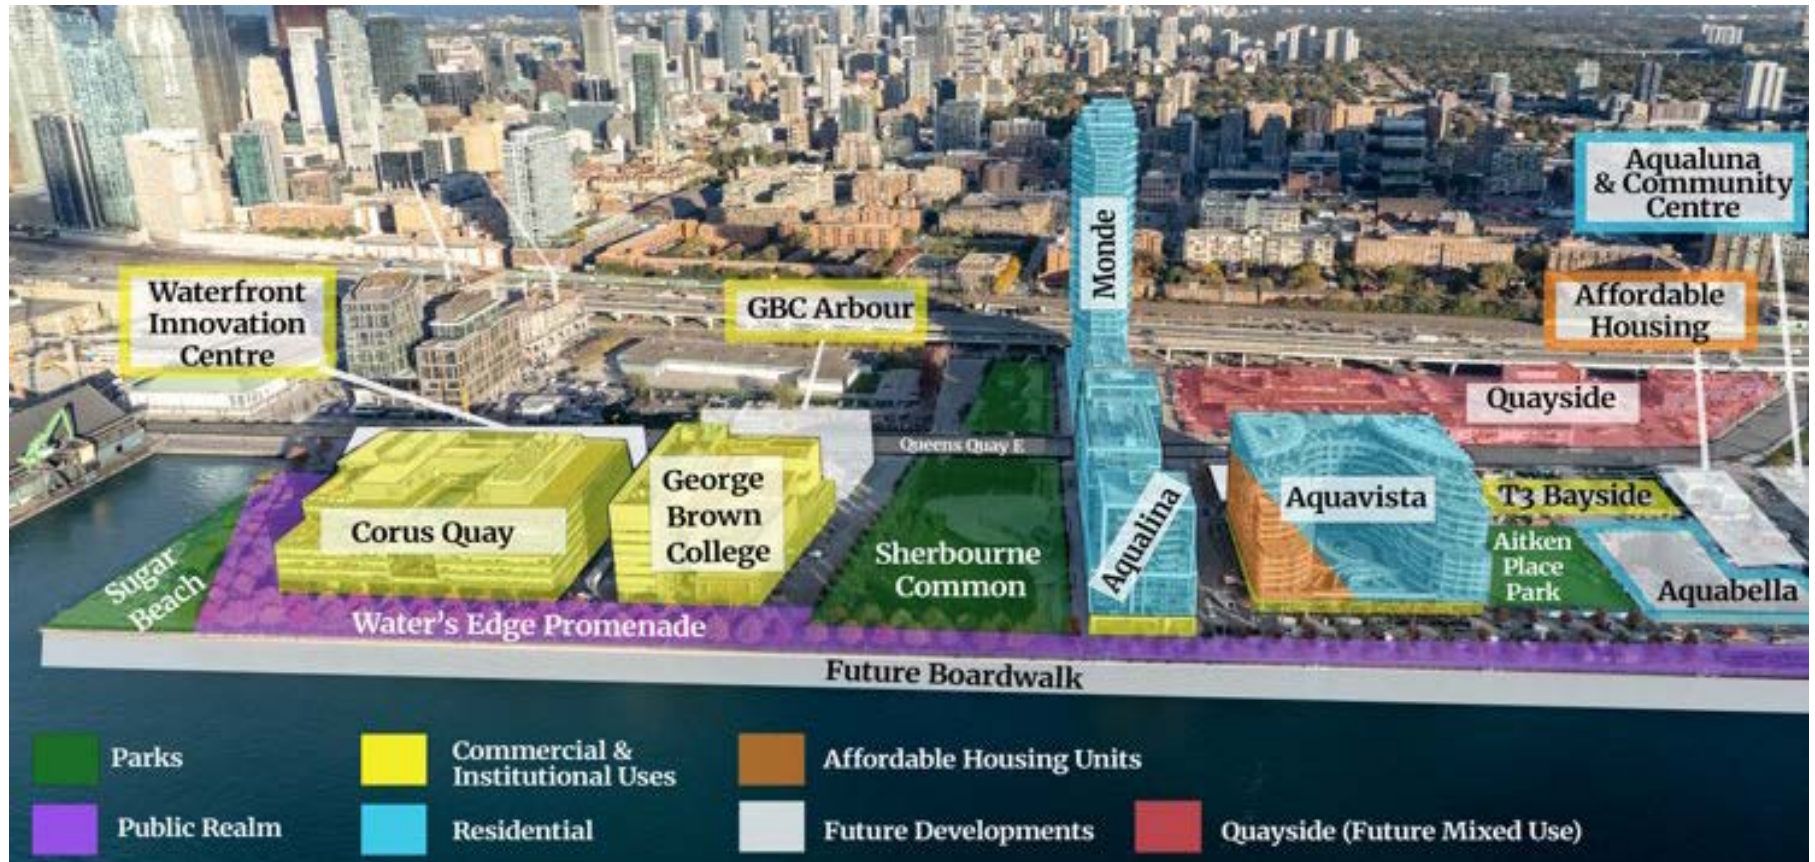 Aqualuna
& Community
Centre
Monde
Waterfront
Innovation
Centre
GBC Arbour
Affordable
Housing
Quayside
Queens Quay E
George
Brown
College
Corus Quay
Aqualina
Aquavista
T3 Bayside
Sherbourne
Common
Aitken
Place
Park
Aquabella
Sugar
Beach
Water's Edge Promenade
Future Boardwalk
Parks
Commercial &
Institutional Uses
Affordable Housing Units
Public Realm
Residential
Future Developments
Quayside (Future Mixed Use)